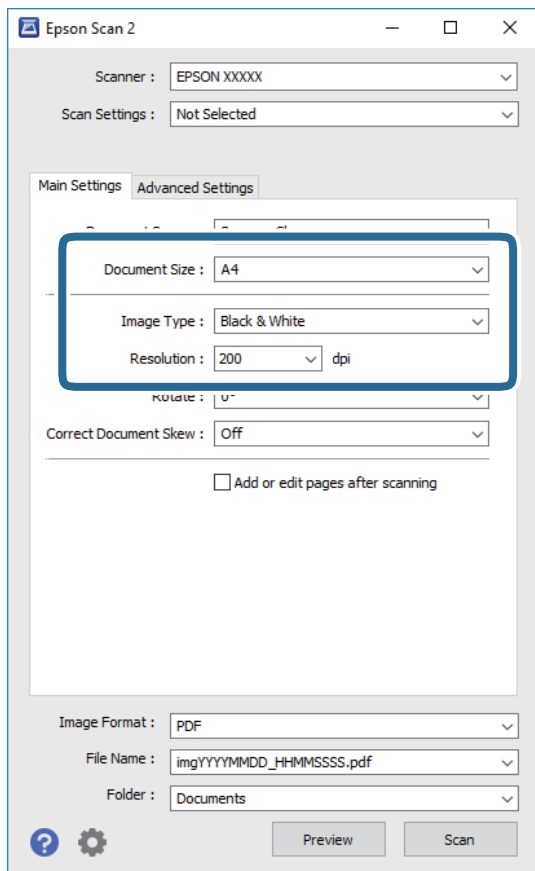 Epson Scan 2
Scanner : EPSON XXXXX
Scan Settings : Not Selected
Main Settings Advanced Settings
Document Size : A4
Image Type : Black & White
Resolution : 200 dpi
Rotate : 0°
Correct Document Skew : Off
Add or edit pages after scanning
Image Format : PDF
File Name : imgYYYYMMDD_HHMMSSSS.pdf
Folder : Documents
? Preview Scan